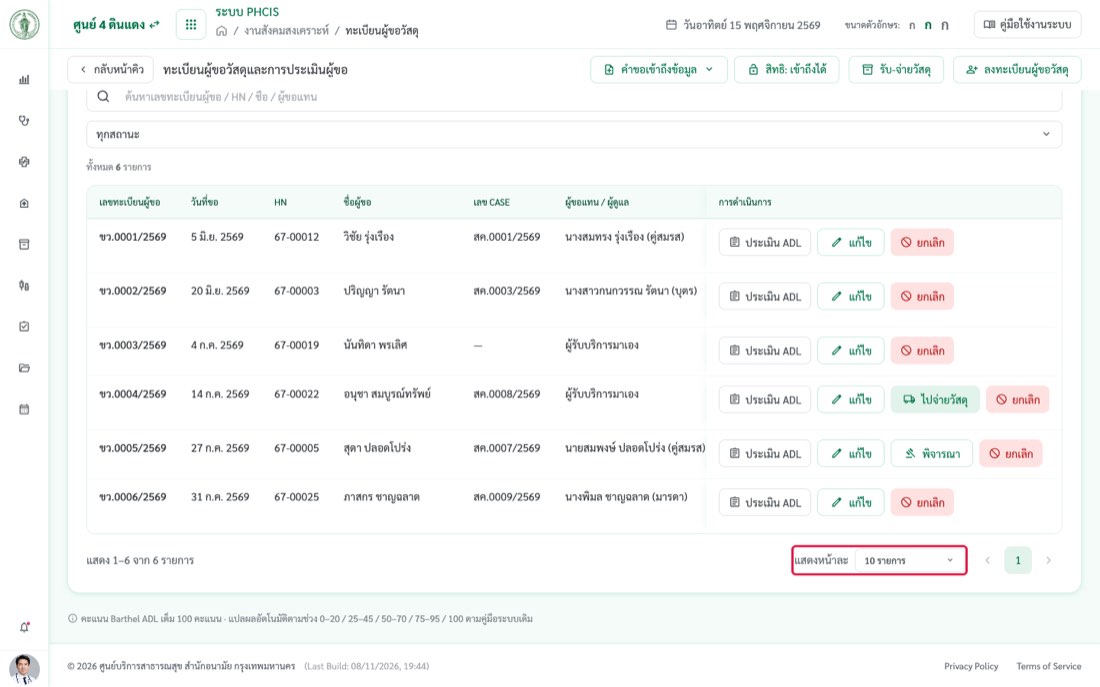 ศูนย์ 4 ดินแดง
ระบบ PHCIS
/ งานสังคมสงเคราะห์ / ทะเบียนผู้ขอวัสดุ
วันอาทิตย์ 15 พฤศจิกายน 2569
ขนาดตัวอักษร: ก ก ก
คู่มือใช้งานระบบ
กลับหน้าคิว
ทะเบียนผู้ขอวัสดุและการประเมินผู้ขอ
คำขอเข้าถึงข้อมูล
สิทธิ: เข้าถึงได้
รับ-จ่ายวัสดุ
ลงทะเบียนผู้ขอวัสดุ
ค้นหาเลขทะเบียนผู้ขอ / HN / ชื่อ / ผู้ขอแทน
ทุกสถานะ
ทั้งหมด 6 รายการ
เลขทะเบียนผู้ขอ วันที่ขอ HN ชื่อผู้ขอ เลข CASE ผู้ขอแทน / ผู้ดูแล การดำเนินการ
ขว.0001/2569 5 มิ.ย. 2569 67-00012 วิชัย รุ่งเรือง สค.0001/2569 นางสมทรง รุ่งเรือง (คู่สมรส) ประเมิน ADL แก้ไข ยกเลิก
ขว.0002/2569 20 มิ.ย. 2569 67-00003 ปริญญา รัตนา สค.0003/2569 นางสาวกนกวรรณ รัตนา (บุตร) ประเมิน ADL แก้ไข ยกเลิก
ขว.0003/2569 4 ก.ค. 2569 67-00019 นันทิดา พรเลิศ — ผู้รับบริการมาเอง ประเมิน ADL แก้ไข ยกเลิก
ขว.0004/2569 14 ก.ค. 2569 67-00022 อนุชา สมบูรณ์ทรัพย์ สค.0008/2569 ผู้รับบริการมาเอง ประเมิน ADL แก้ไข ไปจ่ายวัสดุ ยกเลิก
ขว.0005/2569 27 ก.ค. 2569 67-00005 สุดา ปลอดโปร่ง สค.0007/2569 นายสมพงษ์ ปลอดโปร่ง (คู่สมรส) ประเมิน ADL แก้ไข พิจารณา ยกเลิก
ขว.0006/2569 31 ก.ค. 2569 67-00025 ภาสกร ชาญฉลาด สค.0009/2569 นางพิมล ชาญฉลาด (มารดา) ประเมิน ADL แก้ไข ยกเลิก
แสดง 1–6 จาก 6 รายการ
แสดงหน้าละ 10 รายการ
1
คะแนน Barthel ADL เต็ม 100 คะแนน · แปลผลอัตโนมัติตามช่วง 0–20 / 25–45 / 50–70 / 75–95 / 100 ตามคู่มือระบบเดิม
© 2026 ศูนย์บริการสาธารณสุข สำนักอนามัย กรุงเทพมหานคร (Last Build: 08/11/2026, 19:44)
Privacy Policy Terms of Service